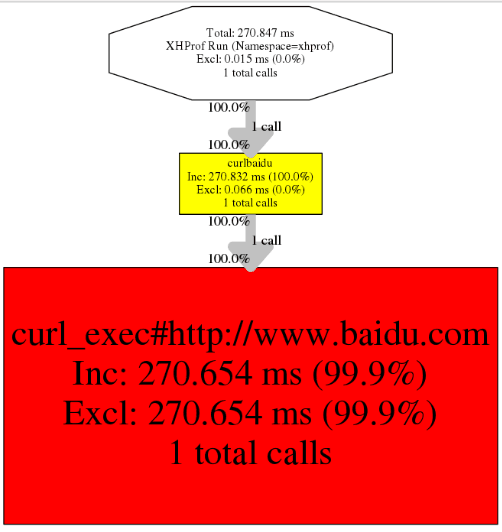 Total: 270.847 ms
XHProf Run (Namespace=xhprof)
Excl: 0.015 ms (0.0%)
1 total calls
100.0%
1 call
100.0%
curlbaidu
Inc: 270.832 ms (100.0%)
Excl: 0.066 ms (0.0%)
1 total calls
100.0%
1 call
100.0%
curl_exec#http://www.baidu.com
Inc: 270.654 ms (99.9%)
Excl: 270.654 ms (99.9%)
1 total calls